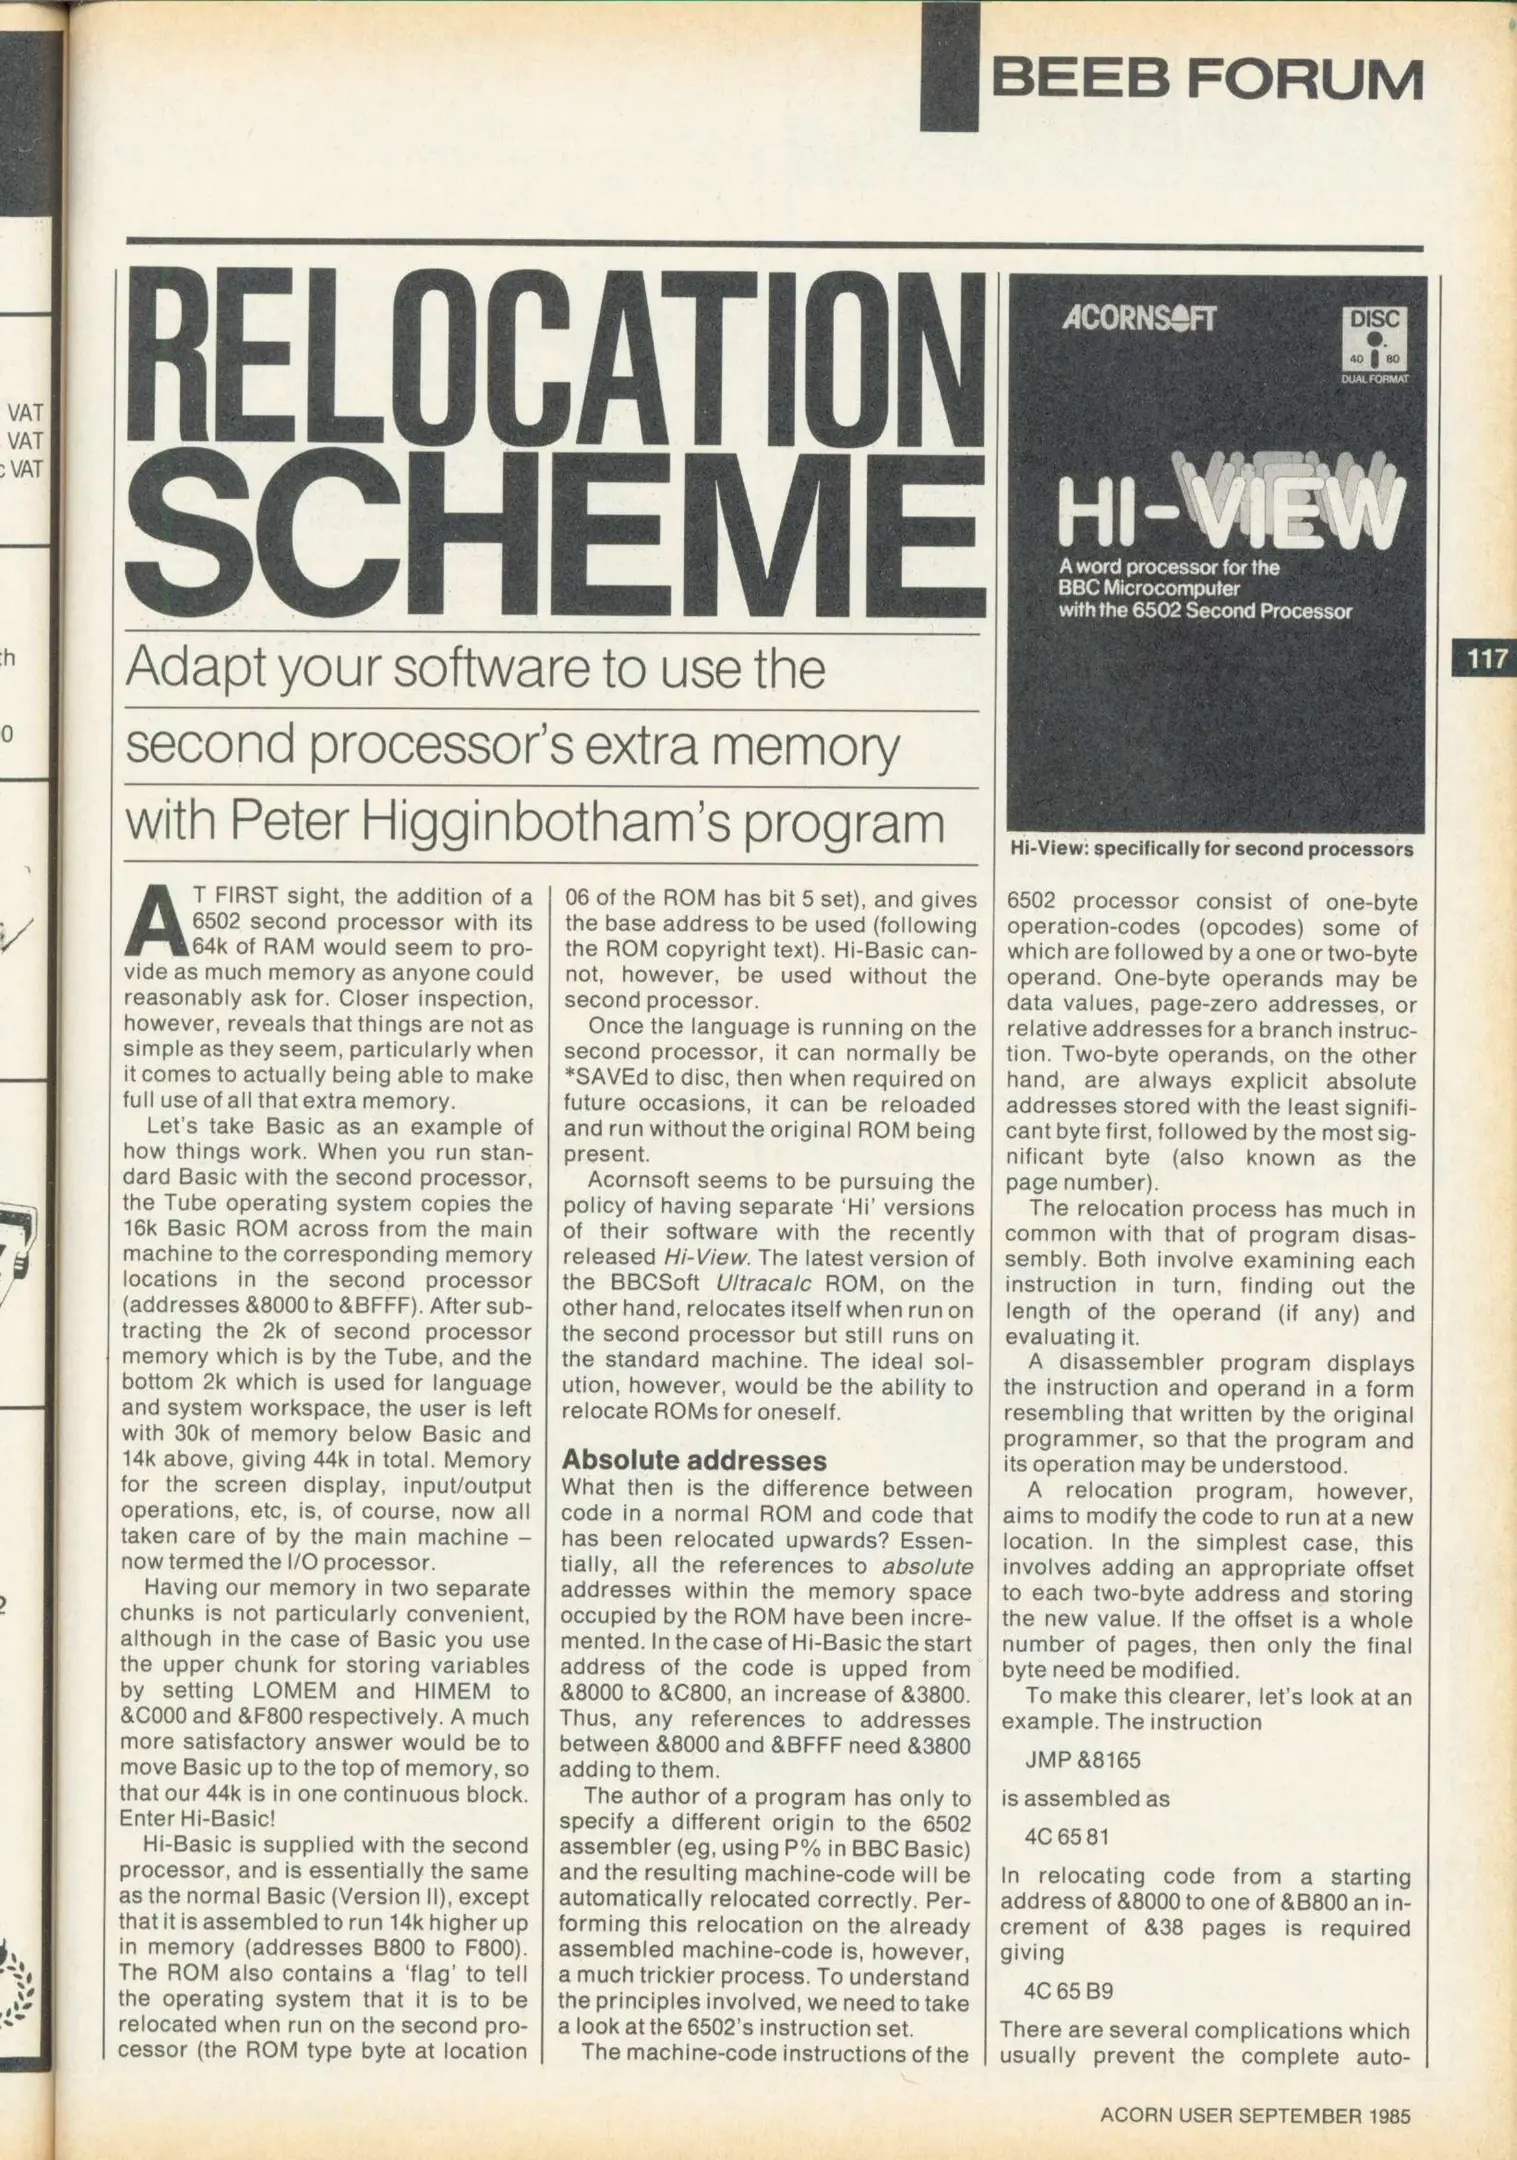 BEEB FORUM
VAT
VAT
c VAT
RELOCATION
SCHEME
Adapt your software to use the
second processor's extra memory
with Peter Higginbotham's program
ACORNSOFT
DISC
40 80
DUAL FORMAT
HI-VIEW
A word processor for the
BBC Microcomputer
with the 6502 Second Processor
Hi-View: specifically for second processors
117
AT FIRST sight, the addition of a
6502 second processor with its
64k of RAM would seem to pro-
vide as much memory as anyone could
reasonably ask for. Closer inspection,
however, reveals that things are not as
simple as they seem, particularly when
it comes to actually being able to make
full use of all that extra memory.
Let's take Basic as an example of
how things work. When you run stan-
dard Basic with the second processor,
the Tube operating system copies the
16k Basic ROM across from the main
machine to the corresponding memory
locations in the second processor
(addresses &8000 to &BFFF). After sub-
tracting the 2k of second processor
memory which is by the Tube, and the
bottom 2k which is used for language
and system workspace, the user is left
with 30k of memory below Basic and
14k above, giving 44k in total. Memory
for the screen display, input/output
operations, etc, is, of course, now all
taken care of by the main machine –
now termed the I/O processor.
Having our memory in two separate
chunks is not particularly convenient,
although in the case of Basic you use
the upper chunk for storing variables
by setting LOMEM and HIMEM to
&C000 and &F800 respectively. A much
more satisfactory answer would be to
move Basic up to the top of memory, so
that our 44k is in one continuous block.
Enter Hi-Basic!
Hi-Basic is supplied with the second
processor, and is essentially the same
as the normal Basic (Version II), except
that it is assembled to run 14k higher up
in memory (addresses B800 to F800).
The ROM also contains a 'flag' to tell
the operating system that it is to be
relocated when run on the second pro-
cessor (the ROM type byte at location
06 of the ROM has bit 5 set), and gives
the base address to be used (following
the ROM copyright text). Hi-Basic can-
not, however, be used without the
second processor.
Once the language is running on the
second processor, it can normally be
*SAVEd to disc, then when required on
future occasions, it can be reloaded
and run without the original ROM being
present.
Acornsoft seems to be pursuing the
policy of having separate 'Hi' versions
of their software with the recently
released Hi-View. The latest version of
the BBCSoft Ultracalc ROM, on the
other hand, relocates itself when run on
the second processor but still runs on
the standard machine. The ideal sol-
ution, however, would be the ability to
relocate ROMs for oneself.
Absolute addresses
What then is the difference between
code in a normal ROM and code that
has been relocated upwards? Essen-
tially, all the references to absolute
addresses within the memory space
occupied by the ROM have been incre-
mented. In the case of Hi-Basic the start
address of the code is upped from
&8000 to &C800, an increase of &3800.
Thus, any references to addresses
between &8000 and &BFFF need &3800
adding to them.
The author of a program has only to
specify a different origin to the 6502
assembler (eg, using P% in BBC Basic)
and the resulting machine-code will be
automatically relocated correctly. Per-
forming this relocation on the already
assembled machine-code is, however,
a much trickier process. To understand
the principles involved, we need to take
a look at the 6502's instruction set.
The machine-code instructions of the
6502 processor consist of one-byte
operation-codes (opcodes) some of
which are followed by a one or two-byte
operand. One-byte operands may be
data values, page-zero addresses, or
relative addresses for a branch instruc-
tion. Two-byte operands, on the other
hand, are always explicit absolute
addresses stored with the least signifi-
cant byte first, followed by the most sig-
nificant byte (also known as the
page number).
The relocation process has much in
common with that of program disas-
sembly. Both involve examining each
instruction in turn, finding out the
length of the operand (if any) and
evaluating it.
A disassembler program displays
the instruction and operand in a form
resembling that written by the original
programmer, so that the program and
its operation may be understood.
A relocation program, however,
aims to modify the code to run at a new
location. In the simplest case, this
involves adding an appropriate offset
to each two-byte address and storing
the new value. If the offset is a whole
number of pages, then only the final
byte need be modified.
To make this clearer, let's look at an
example. The instruction
JMP &8165
is assembled as
4C 65 81
In relocating code from a starting
address of &8000 to one of &B800 an in-
crement of &38 pages is required
giving
4C 65 B9
There are several complications which
usually prevent the complete auto-
ACORN USER SEPTEMBER 1985